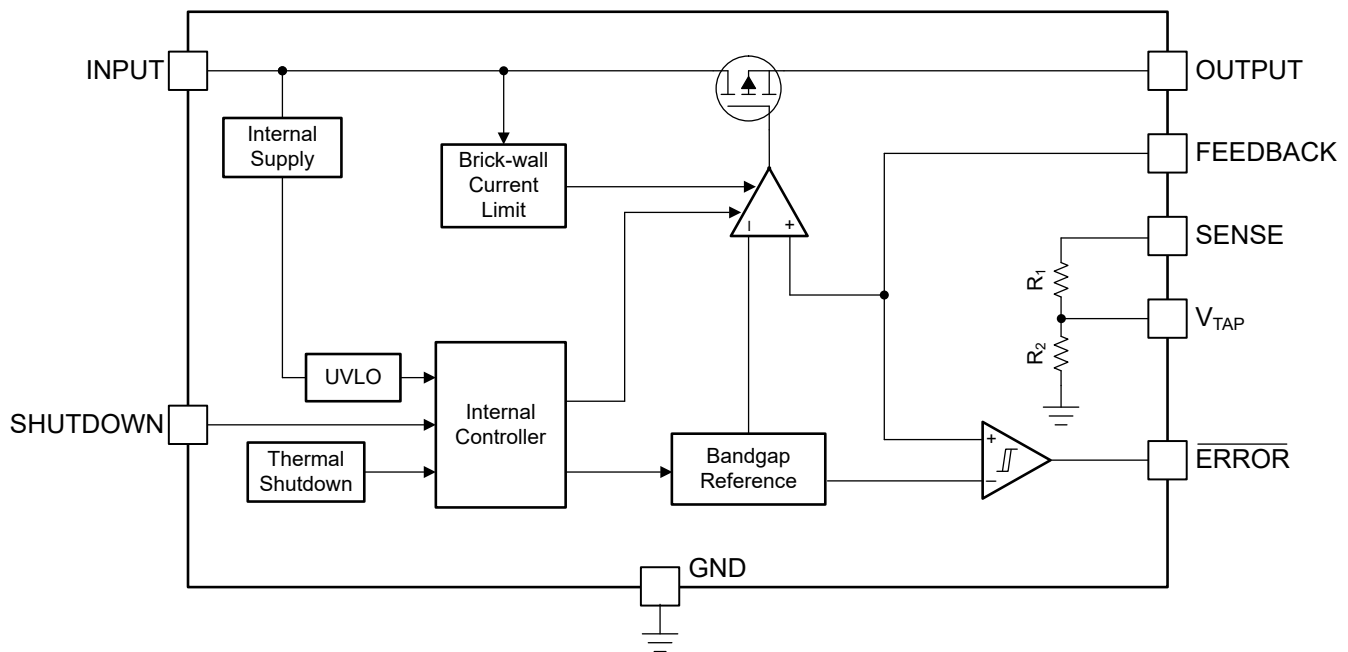 INPUT
OUTPUT
Internal
Supply
Brick-wall
Current
Limit
FEEDBACK
− +
SENSE
R1
VTAP
R2
UVLO
SHUTDOWN
Internal
Controller
Thermal
Shutdown
Bandgap
Reference
+
−
ERROR
GND